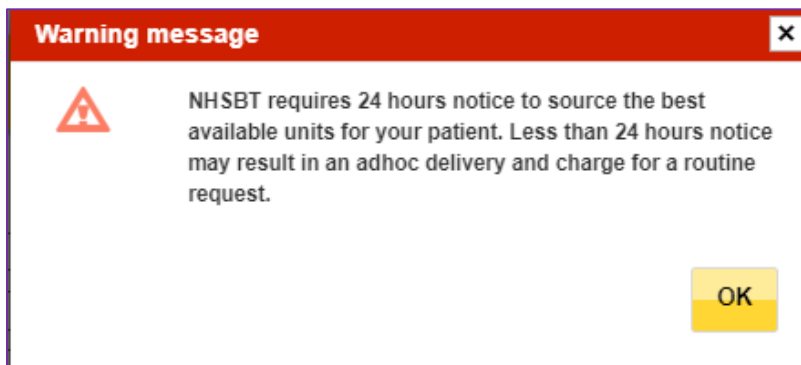 Warning message
NHSBT requires 24 hours notice to source the best
available units for your patient. Less than 24 hours notice
may result in an adhoc delivery and charge for a routine
request.
OK